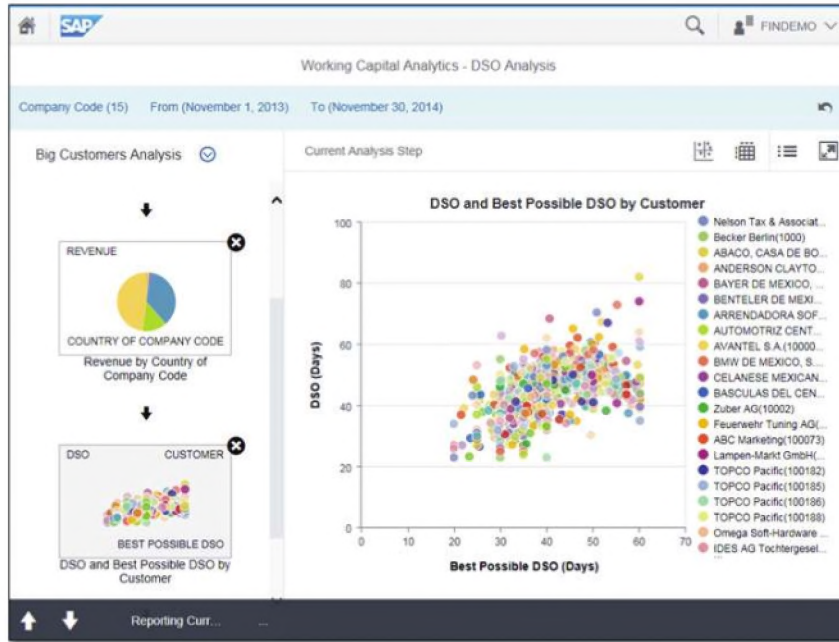 SAP
FINDEMO
Working Capital Analytics - DSO Analysis
Company Code (15) From (November 1, 2013) To (November 30, 2014)
Big Customers Analysis
Current Analysis Step
REVENUE
COUNTRY OF COMPANY CODE
Revenue by Country of
Company Code
DSO CUSTOMER
BEST POSSIBLE DSO
DSO and Best Possible DSO by
Customer
DSO and Best Possible DSO by Customer
DSO (Days)
100
80
60
40
20
0
0 10 20 30 40 50 60 70
Best Possible DSO (Days)
Nelson Tax & Associat...
Becker Berlin(1000)
ABACO, CASA DE BO...
ANDERSON CLAYTO...
BAYER DE MEXICO, ...
BENTELER DE MEXI...
ARRENDADORA SOF...
AUTOMOTRIZ CENT...
AVANTEL S.A.(10000...
BMW DE MEXICO, S....
CELANESE MEXICAN...
BASCULAS DEL CEN...
Zuber AG(10002)
Feuerwehr Tuning AG(...
ABC Marketing(100073)
Lampen-Markt GmbH(...
TOPCO Pacific(100182)
TOPCO Pacific(100185)
TOPCO Pacific(100186)
TOPCO Pacific(100188)
Omega Soft-Hardware ...
IDES AG Tochtergesel...
Reporting Curr... ...